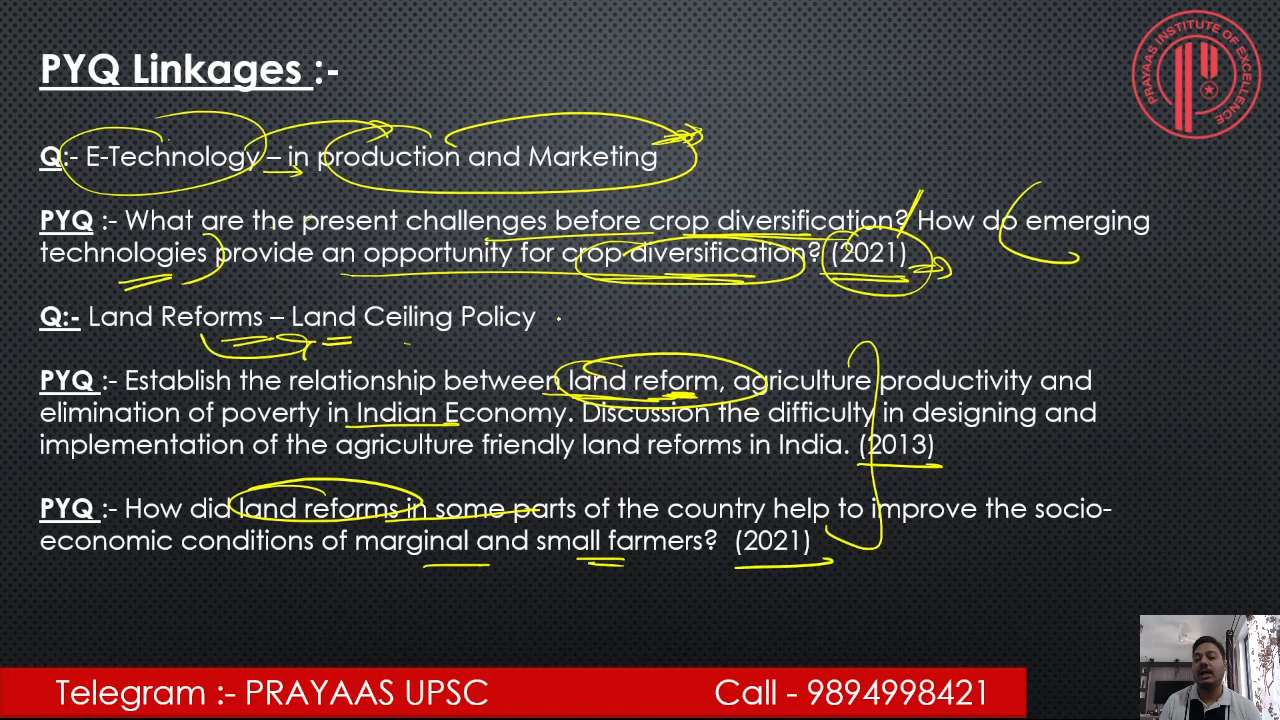 PYQ Linkages :-
PRAYAAS INSTITUTE OF EXCELLENCE
Q:- E-Technology – in production and Marketing
PYQ :- What are the present challenges before crop diversification? How do emerging
technologies provide an opportunity for crop diversification? (2021)
Q:- Land Reforms – Land Ceiling Policy
PYQ :- Establish the relationship between land reform, agriculture productivity and
elimination of poverty in Indian Economy. Discussion the difficulty in designing and
implementation of the agriculture friendly land reforms in India. (2013)
PYQ :- How did land reforms in some parts of the country help to improve the socio-
economic conditions of marginal and small farmers? (2021)
Telegram :- PRAYAAS UPSC
Call - 9894998421